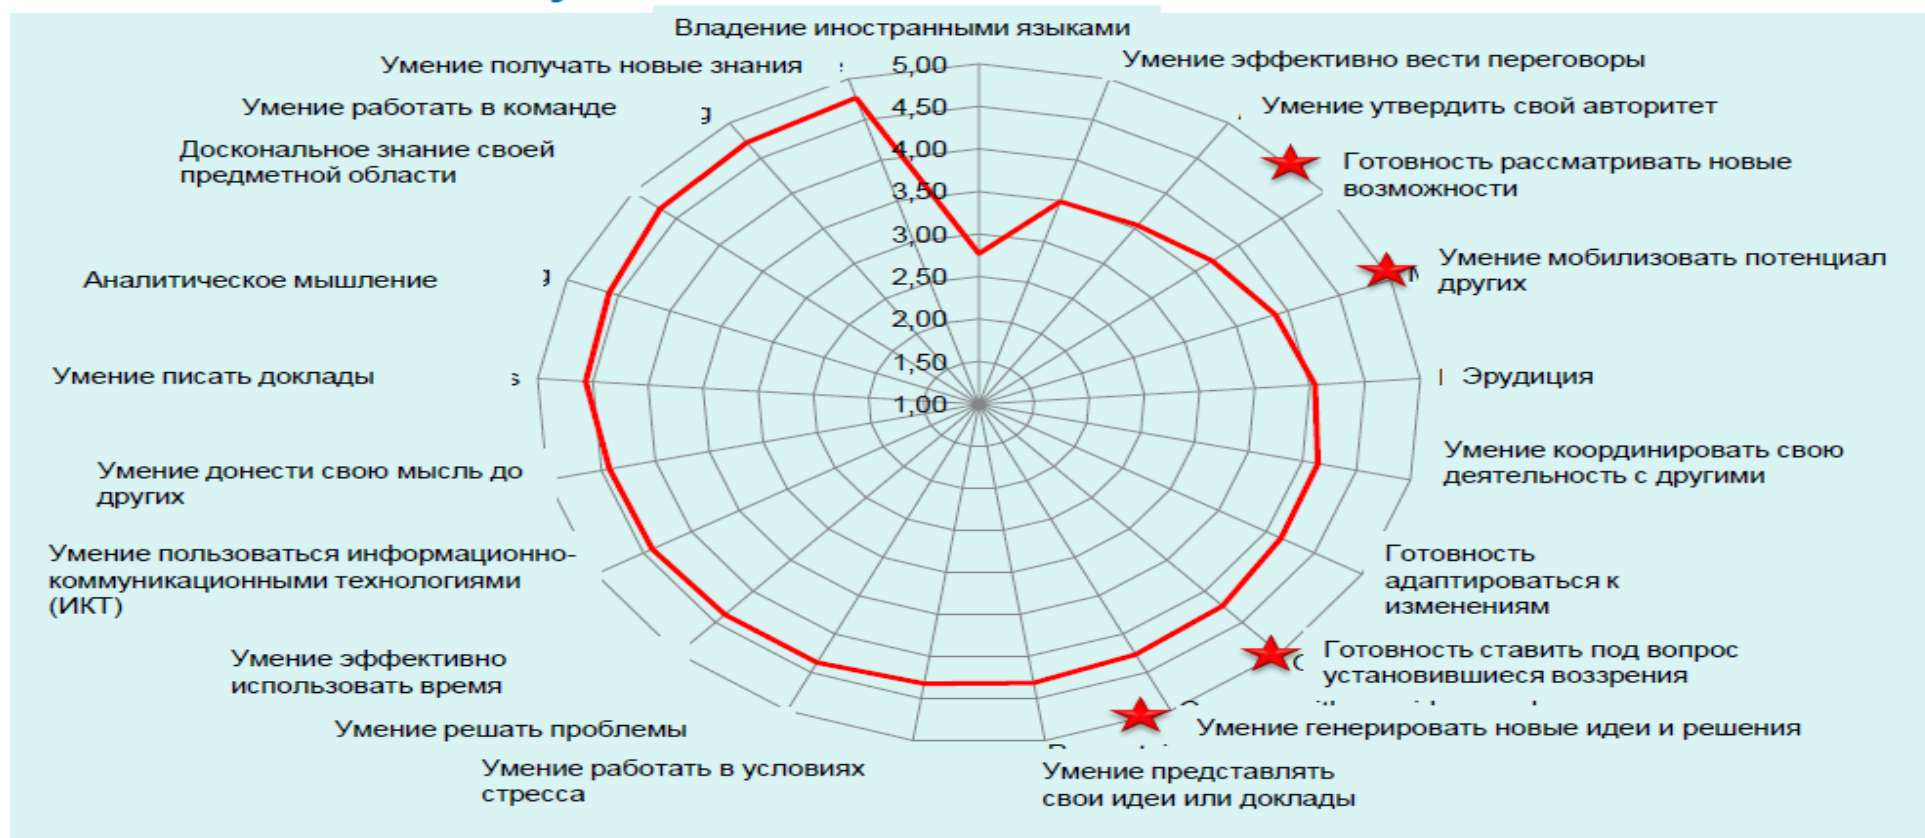 Владение иностранными языками
Умение эффективно вести переговоры
Умение утвердить свой авторитет
Готовность рассматривать новые
возможности
Умение мобилизовать потенциал
других
Эрудиция
Умение координировать свою
деятельность с другими
Готовность
адаптироваться к
изменениям
Готовность ставить под вопрос
установившиеся воззрения
Умение генерировать новые идеи и решения
Умение представлять
свои идеи или доклады
Умение работать в условиях
стресса
Умение решать проблемы
Умение эффективно
использовать время
Умение пользоваться информационно-
коммуникационными технологиями
(ИКТ)
Умение донести свою мысль до
других
Умение писать доклады
Аналитическое мышление
Доскональное знание своей
предметной области
Умение работать в команде
Умение получать новые знания
5,00
4,50
4,00
3,50
3,00
2,50
2,00
1,50
1,00